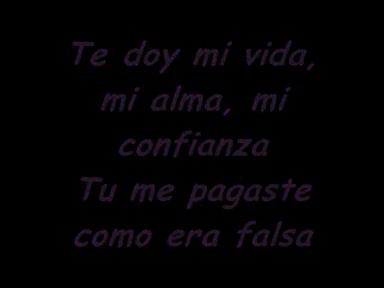 Te doy mi vida,
mi alma, mi
confianza
Tu me pagaste
como era falsa